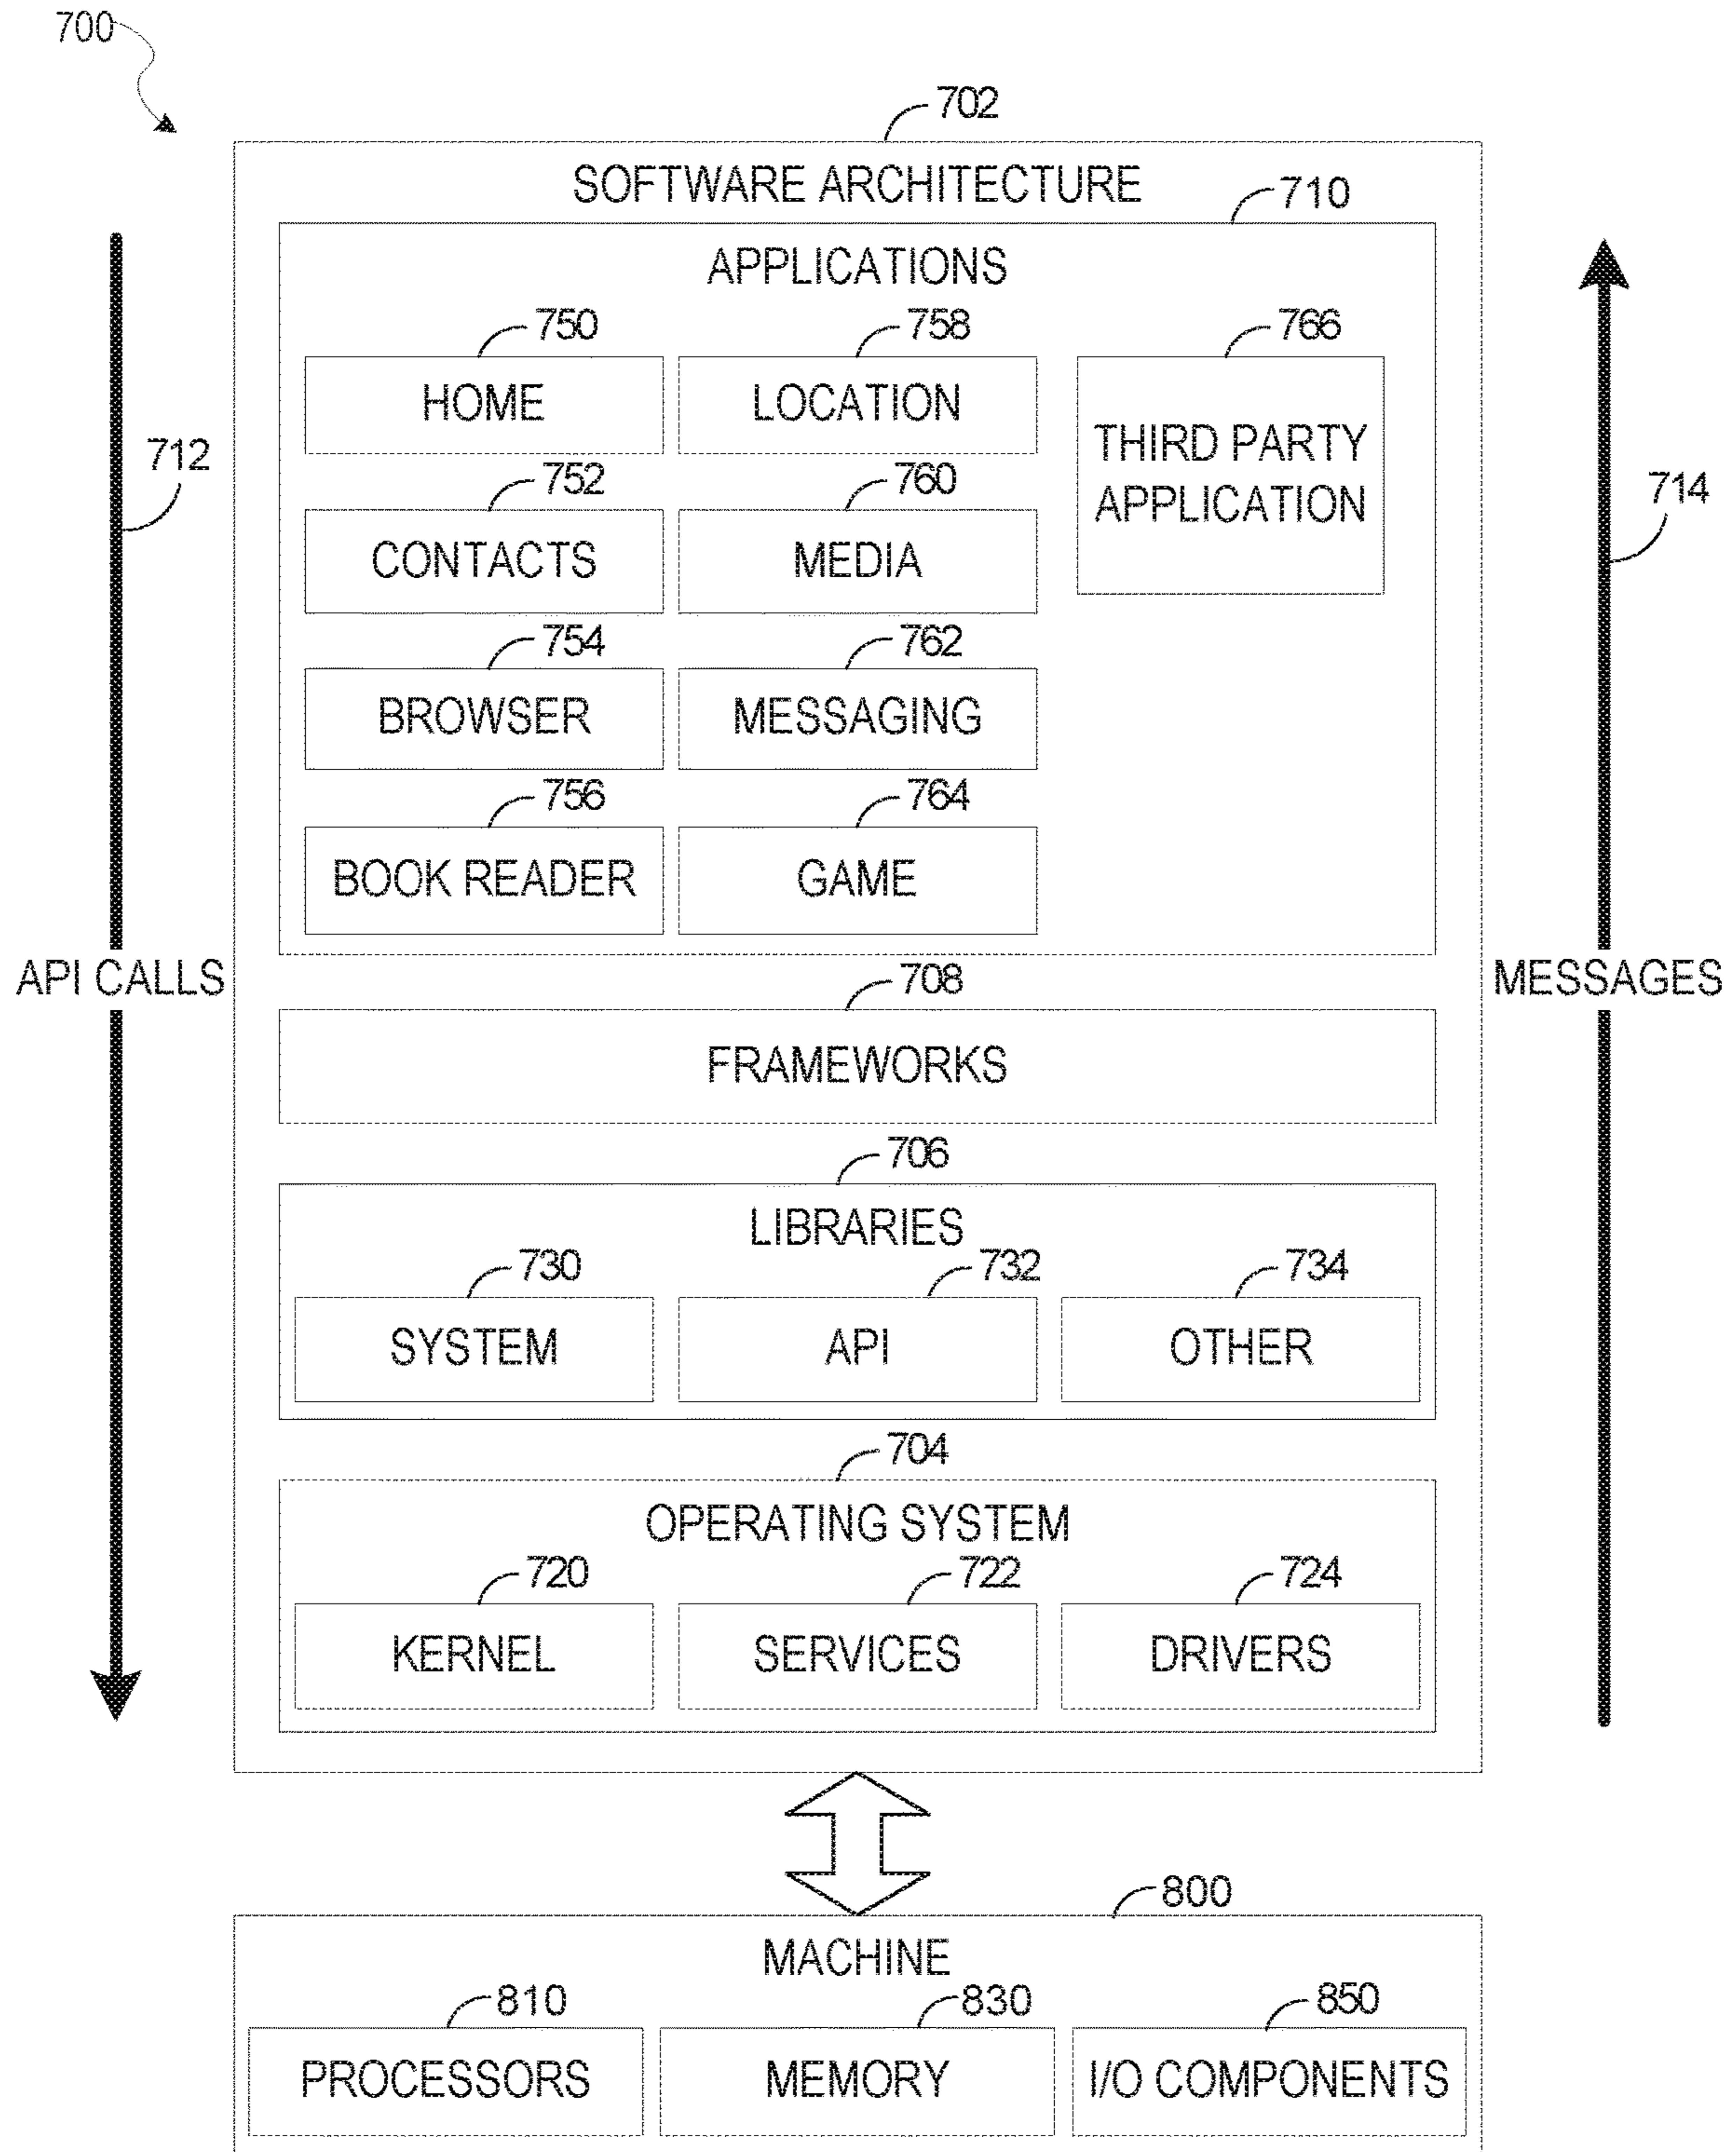 700
702
SOFTWARE ARCHITECTURE
710
APPLICATIONS
750 758 766
HOME LOCATION THIRD PARTY
APPLICATION
712
752 760
714
CONTACTS MEDIA
754 762
BROWSER MESSAGING
756 764
BOOK READER GAME
API CALLS
MESSAGES
708
FRAMEWORKS
706
LIBRARIES
730 732 734
SYSTEM API OTHER
704
OPERATING SYSTEM
720 722 724
KERNEL SERVICES DRIVERS
800
MACHINE
810 830 850
PROCESSORS MEMORY I/O COMPONENTS